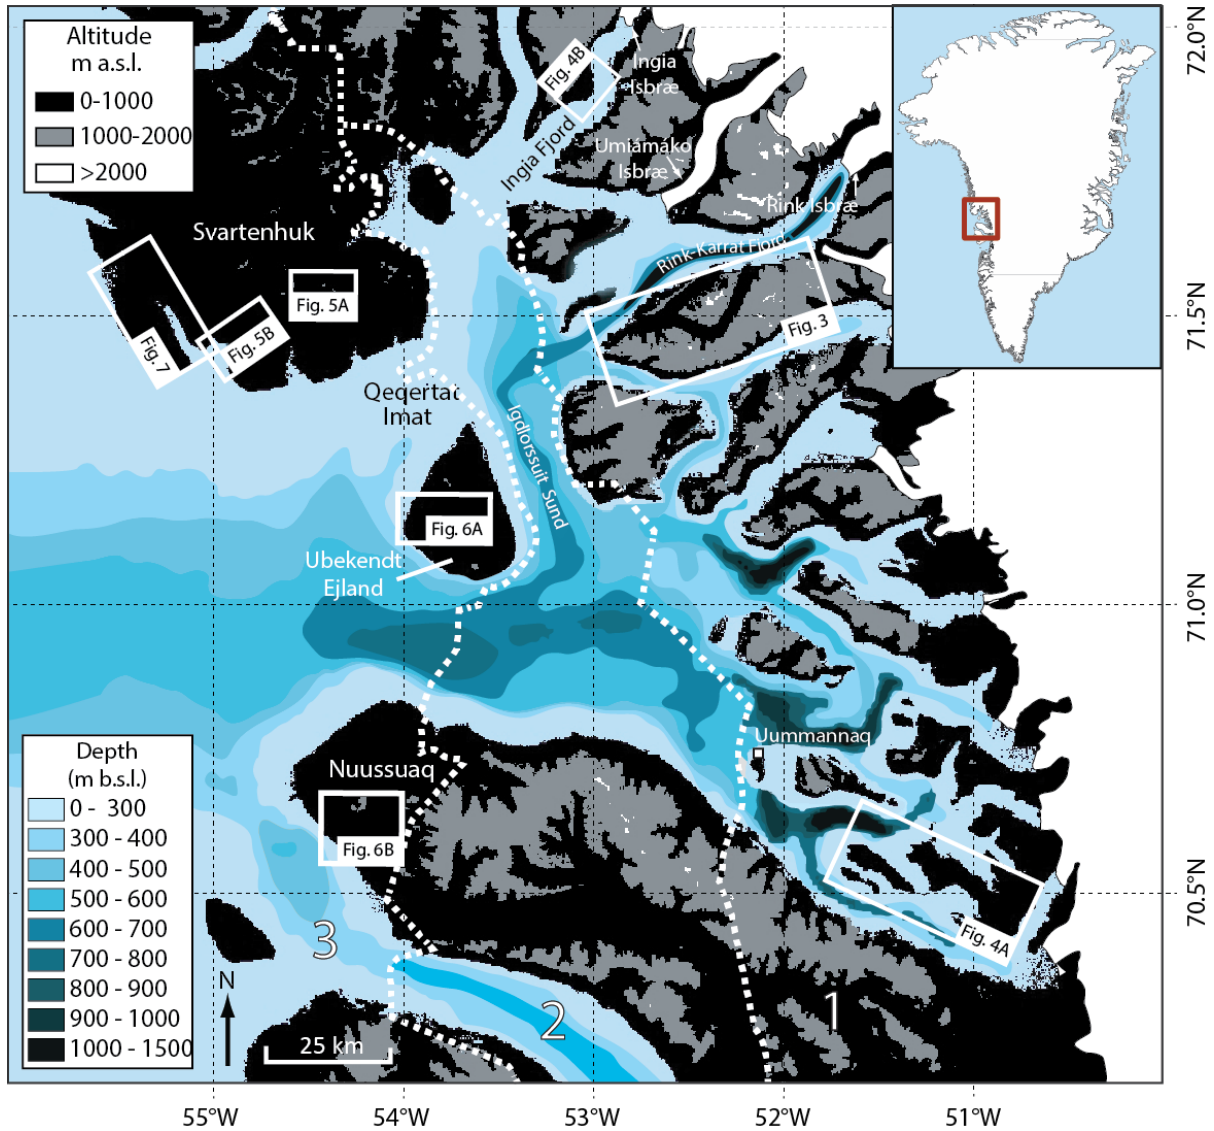 Altitude
m a.s.l.
0-1000
1000-2000
>2000
Fig. 4B
Ingia
Isbræ
Ingia Fjord
Umiámáko
Isbræ
Rink Isbræ
Rink-Karrat Fjord
Svartenhuk
Fig. 5A
Fig. 5B
Fig. 7
Fig. 3
Qeqertat
Imat
Igdlorssuit Sund
Fig. 6A
Ubekendt
Ejland
Uummannaq
Nuussuaq
Fig. 6B
Fig. 4A
Depth
(m b.s.l.)
0 - 300
300 - 400
400 - 500
500 - 600
600 - 700
700 - 800
800 - 900
900 - 1000
1000 - 1500
3
2
1
N
25 km
72.0°N
71.5°N
71.0°N
70.5°N
55°W
54°W
53°W
52°W
51°W